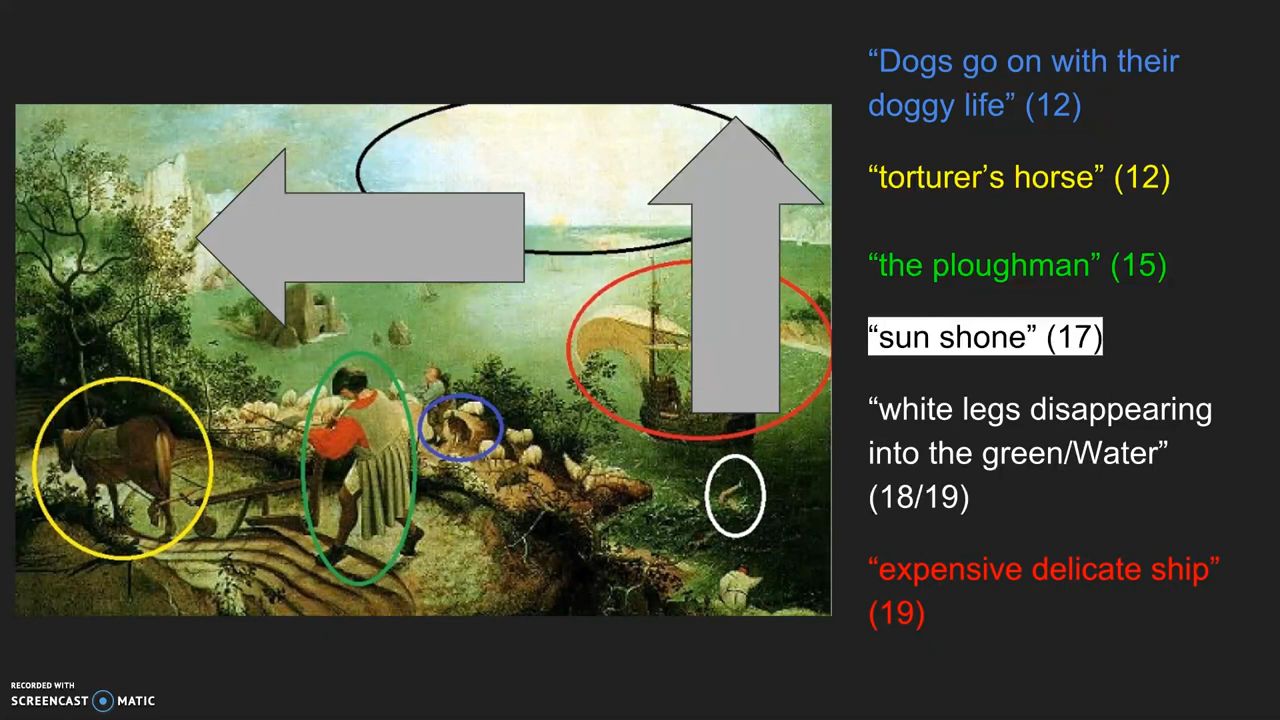 “Dogs go on with their
doggy life” (12)
“torturer’s horse” (12)
“the ploughman” (15)
“sun shone” (17)
“white legs disappearing
into the green/Water”
(18/19)
“expensive delicate ship”
(19)
RECORDED WITH
SCREENCAST MATIC